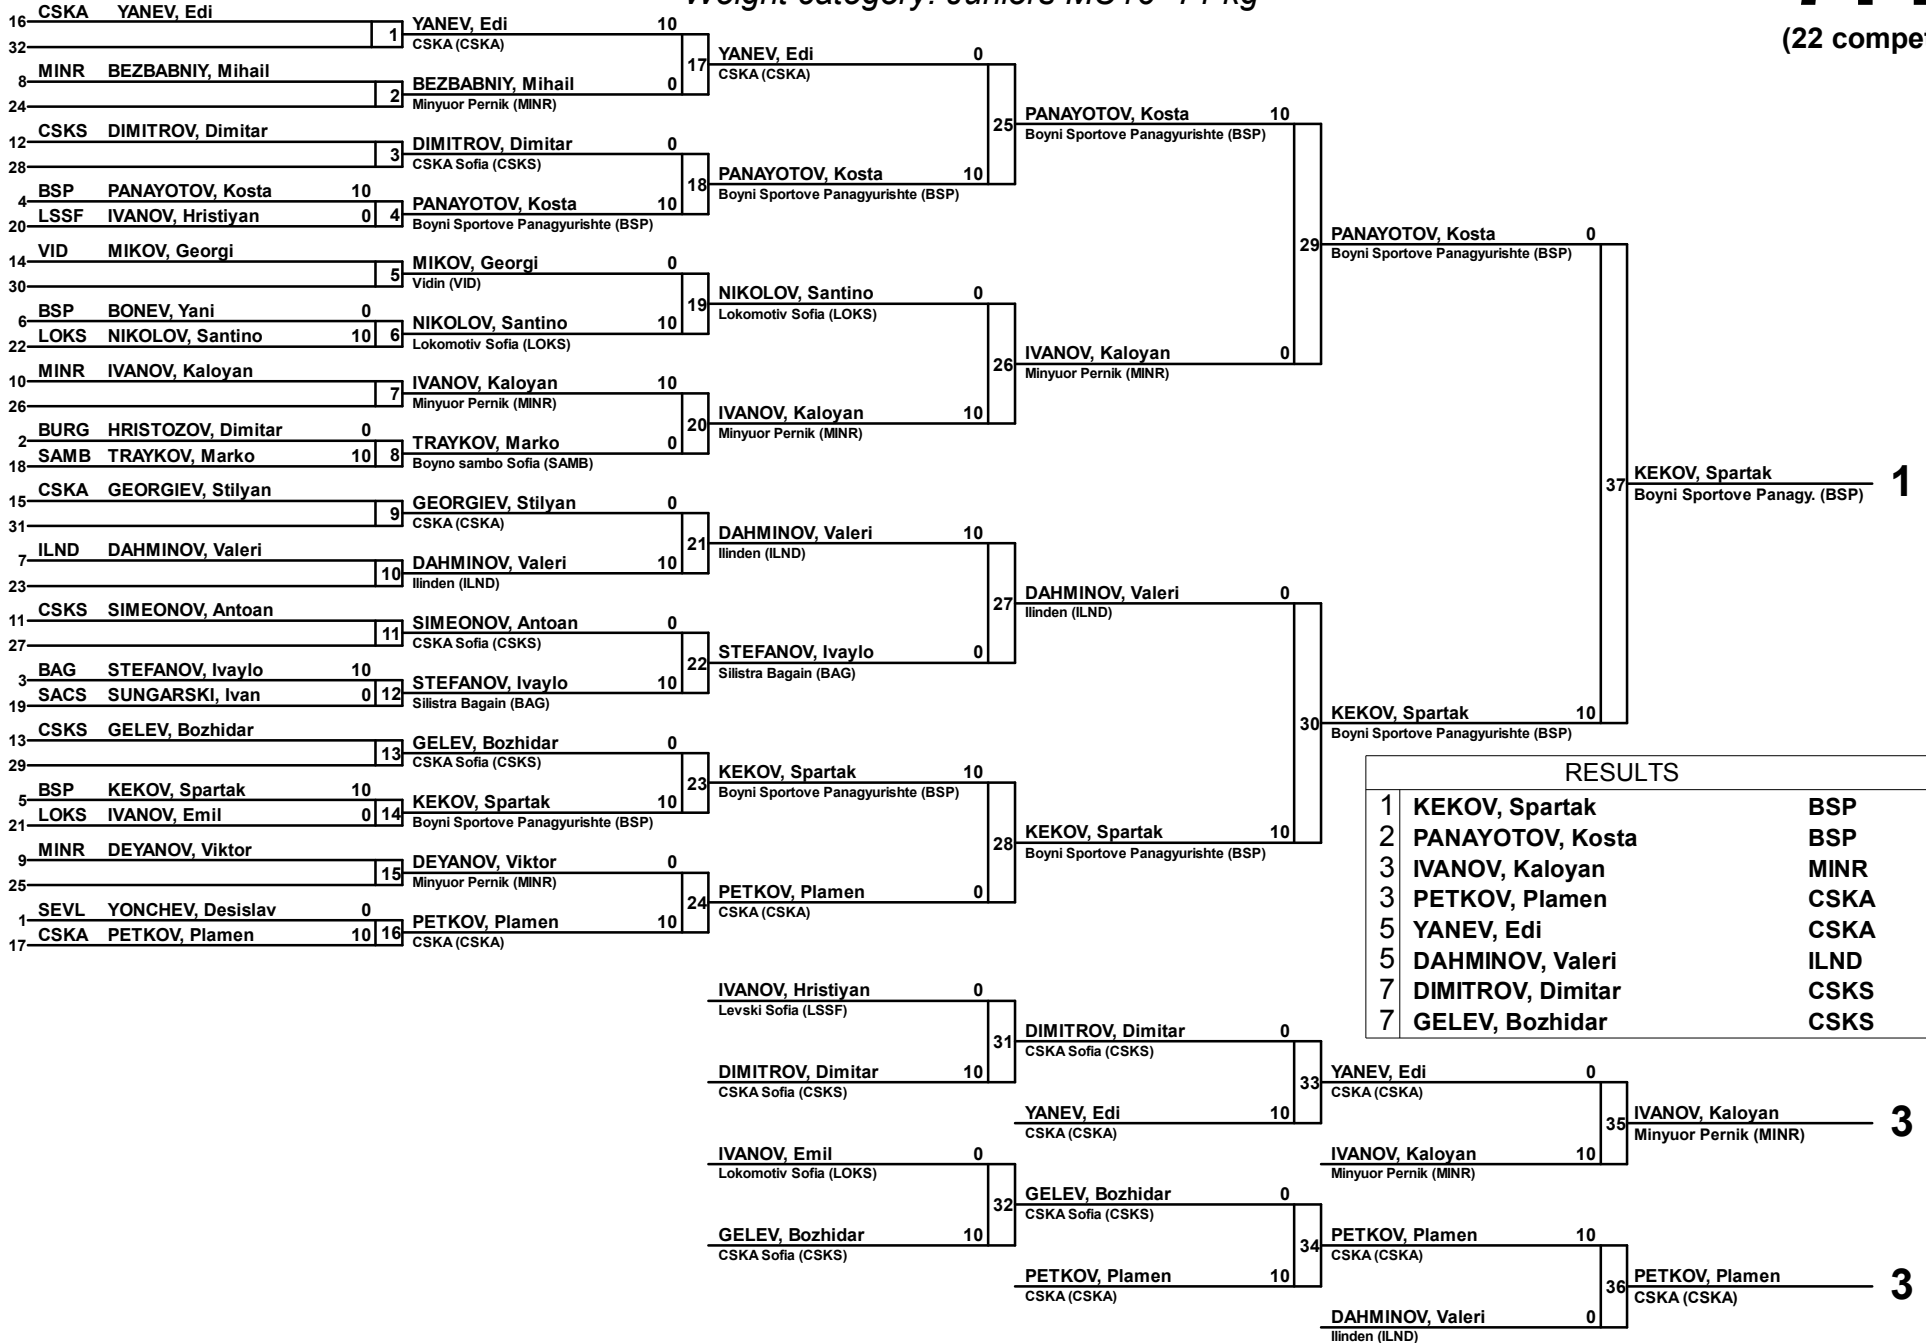 (22 compet
16 CSKA YANEV, Edi
32
1
8 MINR BEZBABNIY, Mihail
24
2
12 CSKS DIMITROV, Dimitar
28
3
4 BSP PANAYOTOV, Kosta 10
20 LSSF IVANOV, Hristiyan 0
4
14 VID MIKOV, Georgi
30
5
6 BSP BONEV, Yani 0
22 LOKS NIKOLOV, Santino 10
6
10 MINR IVANOV, Kaloyan
26
7
2 BURG HRISTOZOV, Dimitar 0
18 SAMB TRAYKOV, Marko 10
8
15 CSKA GEORGIEV, Stilyan
31
9
7 ILND DAHMINOV, Valeri
23
10
11 CSKS SIMEONOV, Antoan
27
11
3 BAG STEFANOV, Ivaylo 10
19 SACS SUNGARSKI, Ivan 0
12
13 CSKS GELEV, Bozhidar
29
13
5 BSP KEKOV, Spartak 10
21 LOKS IVANOV, Emil 0
14
9 MINR DEYANOV, Viktor
25
15
1 SEVL YONCHEV, Desislav 0
17 CSKA PETKOV, Plamen 10
16
YANEV, Edi 10
CSKA (CSKA)
17
BEZBABNIY, Mihail 0
Minyuor Pernik (MINR)
DIMITROV, Dimitar 0
CSKA Sofia (CSKS)
18
PANAYOTOV, Kosta 10
Boyni Sportove Panagyurishte (BSP)
MIKOV, Georgi 0
Vidin (VID)
19
NIKOLOV, Santino 10
Lokomotiv Sofia (LOKS)
IVANOV, Kaloyan 10
Minyuor Pernik (MINR)
20
TRAYKOV, Marko 0
Boyno sambo Sofia (SAMB)
GEORGIEV, Stilyan 0
CSKA (CSKA)
21
DAHMINOV, Valeri 10
Ilinden (ILND)
SIMEONOV, Antoan 0
CSKA Sofia (CSKS)
22
STEFANOV, Ivaylo 10
Silistra Bagain (BAG)
GELEV, Bozhidar 0
CSKA Sofia (CSKS)
23
KEKOV, Spartak 10
Boyni Sportove Panagyurishte (BSP)
DEYANOV, Viktor 0
Minyuor Pernik (MINR)
24
PETKOV, Plamen 10
CSKA (CSKA)
YANEV, Edi 0
CSKA (CSKA)
25
PANAYOTOV, Kosta 10
Boyni Sportove Panagyurishte (BSP)
NIKOLOV, Santino 0
Lokomotiv Sofia (LOKS)
26
IVANOV, Kaloyan 10
Minyuor Pernik (MINR)
DAHMINOV, Valeri 10
Ilinden (ILND)
27
STEFANOV, Ivaylo 0
Silistra Bagain (BAG)
KEKOV, Spartak 10
Boyni Sportove Panagyurishte (BSP)
28
PETKOV, Plamen 0
CSKA (CSKA)
PANAYOTOV, Kosta 10
Boyni Sportove Panagyurishte (BSP)
29
IVANOV, Kaloyan 0
Minyuor Pernik (MINR)
DAHMINOV, Valeri 0
Ilinden (ILND)
30
KEKOV, Spartak 10
Boyni Sportove Panagyurishte (BSP)
PANAYOTOV, Kosta 0
Boyni Sportove Panagyurishte (BSP)
37
KEKOV, Spartak 10
Boyni Sportove Panagyurishte (BSP)
KEKOV, Spartak 1
Boyni Sportove Panagy. (BSP)
RESULTS
1 KEKOV, Spartak BSP
2 PANAYOTOV, Kosta BSP
3 IVANOV, Kaloyan MINR
3 PETKOV, Plamen CSKA
5 YANEV, Edi CSKA
5 DAHMINOV, Valeri ILND
7 DIMITROV, Dimitar CSKS
7 GELEV, Bozhidar CSKS
IVANOV, Hristiyan 0
Levski Sofia (LSSF)
31
DIMITROV, Dimitar 10
CSKA Sofia (CSKS)
DIMITROV, Dimitar 0
CSKA Sofia (CSKS)
33
YANEV, Edi 10
CSKA (CSKA)
YANEV, Edi 0
CSKA (CSKA)
35
IVANOV, Kaloyan 10
Minyuor Pernik (MINR)
IVANOV, Kaloyan 3
Minyuor Pernik (MINR)
IVANOV, Emil 0
Lokomotiv Sofia (LOKS)
32
GELEV, Bozhidar 10
CSKA Sofia (CSKS)
GELEV, Bozhidar 0
CSKA Sofia (CSKS)
34
PETKOV, Plamen 10
CSKA (CSKA)
PETKOV, Plamen 10
CSKA (CSKA)
36
DAHMINOV, Valeri 0
Ilinden (ILND)
PETKOV, Plamen 3
CSKA (CSKA)